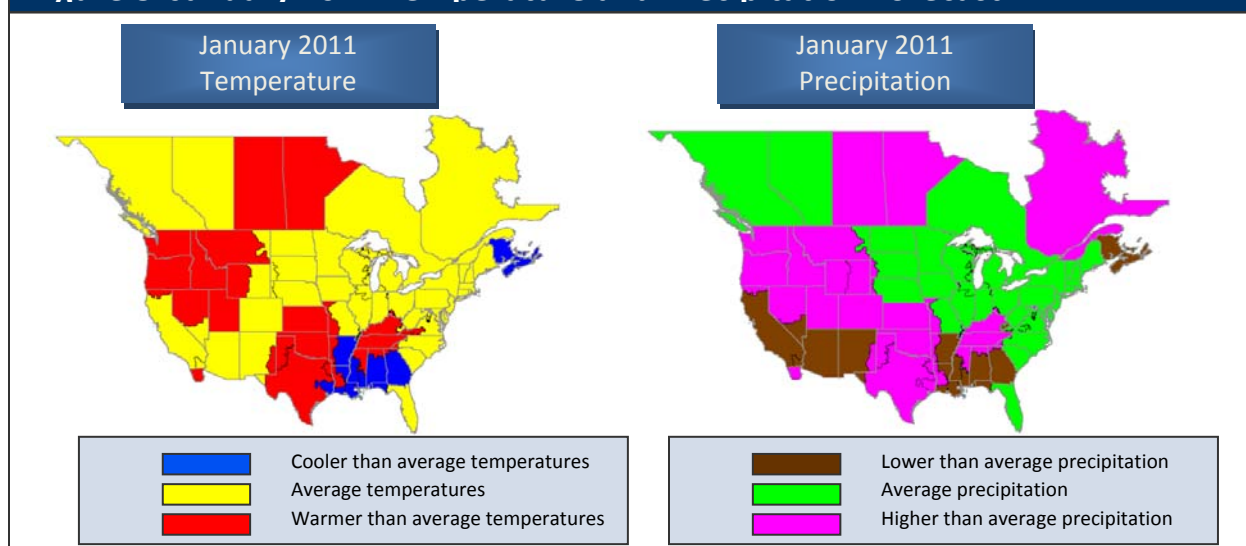 January 2011
Temperature
January 2011
Precipitation
Cooler than average temperatures
Average temperatures
Warmer than average temperatures
Lower than average precipitation
Average precipitation
Higher than average precipitation